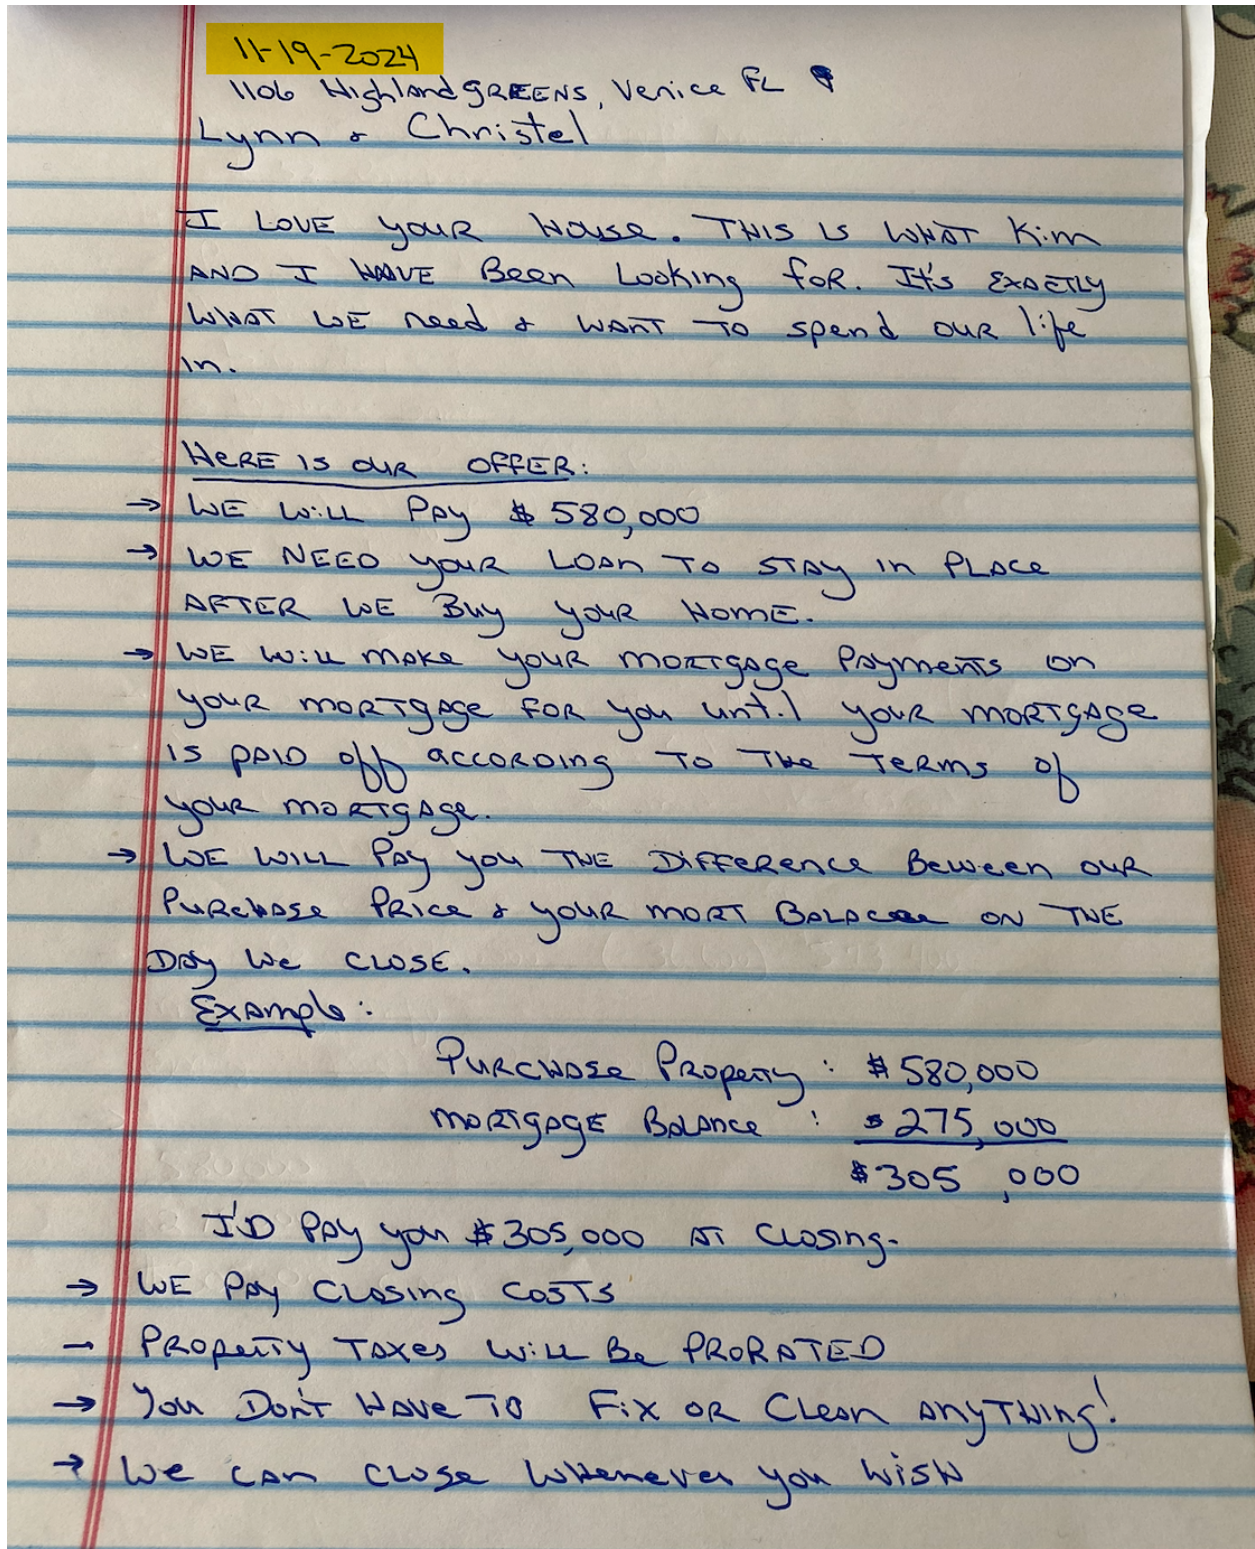 11-19-2024
1106 Highland GREENS, Venice FL
Lynn & Christel
I LOVE YOUR House. THIS IS WHAT Kim
AND I HAVE Been Looking FOR. It's EXACTLY
WHAT WE need & WANT TO spend OUR life
in.
HERE IS OUR OFFER:
→ WE WILL PAY $580,000
→ WE NEED YOUR LOAN TO STAY in PLACE
AFTER WE BUY YOUR HOME.
→ WE WILL MAKE YOUR MORTGAGE PAYMENTS ON
YOUR MORTGAGE FOR YOU until YOUR MORTGAGE
IS PAID OFF ACCORDING TO THE TERMS OF
YOUR MORTGAGE.
→ WE WILL PAY YOU THE DIFFERENCE BEWEEN OUR
PURCHASE PRICE & YOUR MORT ON THE
DAY WE CLOSE.
Example:
PURCHASE PROPERTY : $580,000
MORTGAGE BALANCE : $275,000
$305,000
I'D PAY YOU $305,000 AT CLOSING.
→ WE PAY CLOSING COSTS
– PROPERTY TAXES WILL BE PRORATED
→ YOU DON'T HAVE TO FIX OR CLEAN ANYTHING!
→ WE CAN CLOSE WHENEVER YOU WISH